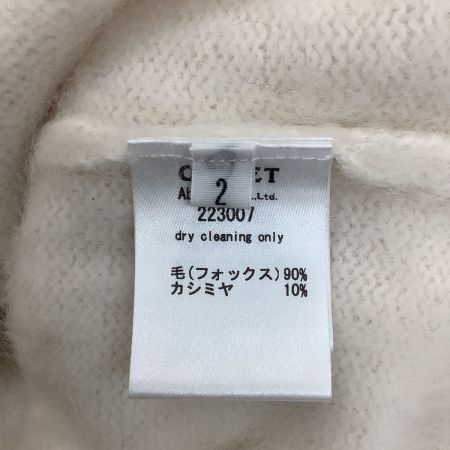 2
223007
dry cleaning only
毛(フォックス)90%
カシミヤ 10%